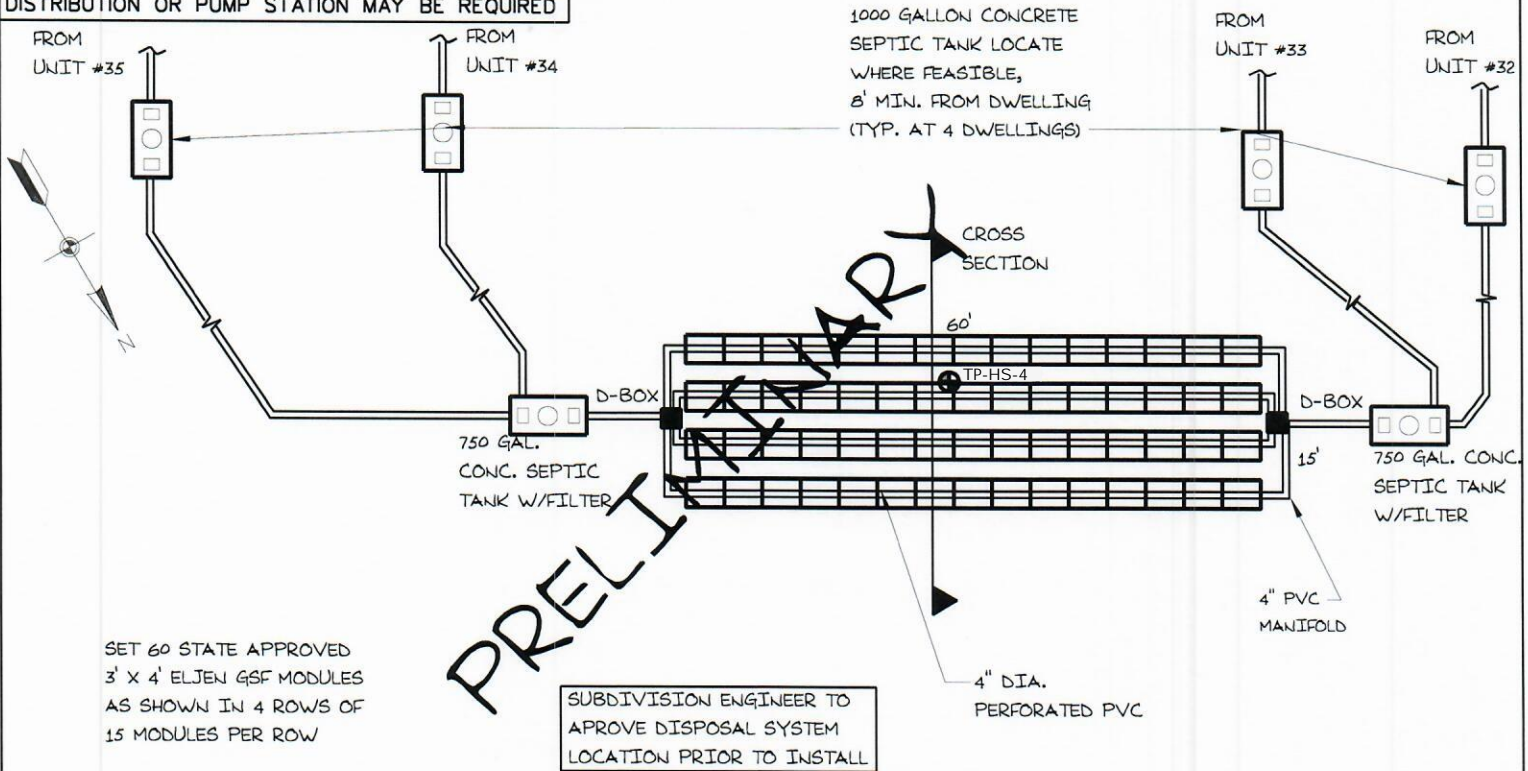 DISTRIBUTION OR PUMP STATION MAY BE REQUIRED
FROM
UNIT #35
FROM
UNIT #34
1000 GALLON CONCRETE
SEPTIC TANK LOCATE
WHERE FEASIBLE,
8' MIN. FROM DWELLING
(TYP. AT 4 DWELLINGS)
FROM
UNIT #33
FROM
UNIT #32
N
CROSS
SECTION
60'
TP-HS-4
D-BOX
D-BOX
15'
750 GAL.
CONC. SEPTIC
TANK W/FILTER
750 GAL. CONC.
SEPTIC TANK
W/FILTER
PRELIMINARY
4" PVC
MANIFOLD
4" DIA.
PERFORATED PVC
SET 60 STATE APPROVED
3' X 4' ELJEN GSF MODULES
AS SHOWN IN 4 ROWS OF
15 MODULES PER ROW
SUBDIVISION ENGINEER TO
APROVE DISPOSAL SYSTEM
LOCATION PRIOR TO INSTALL